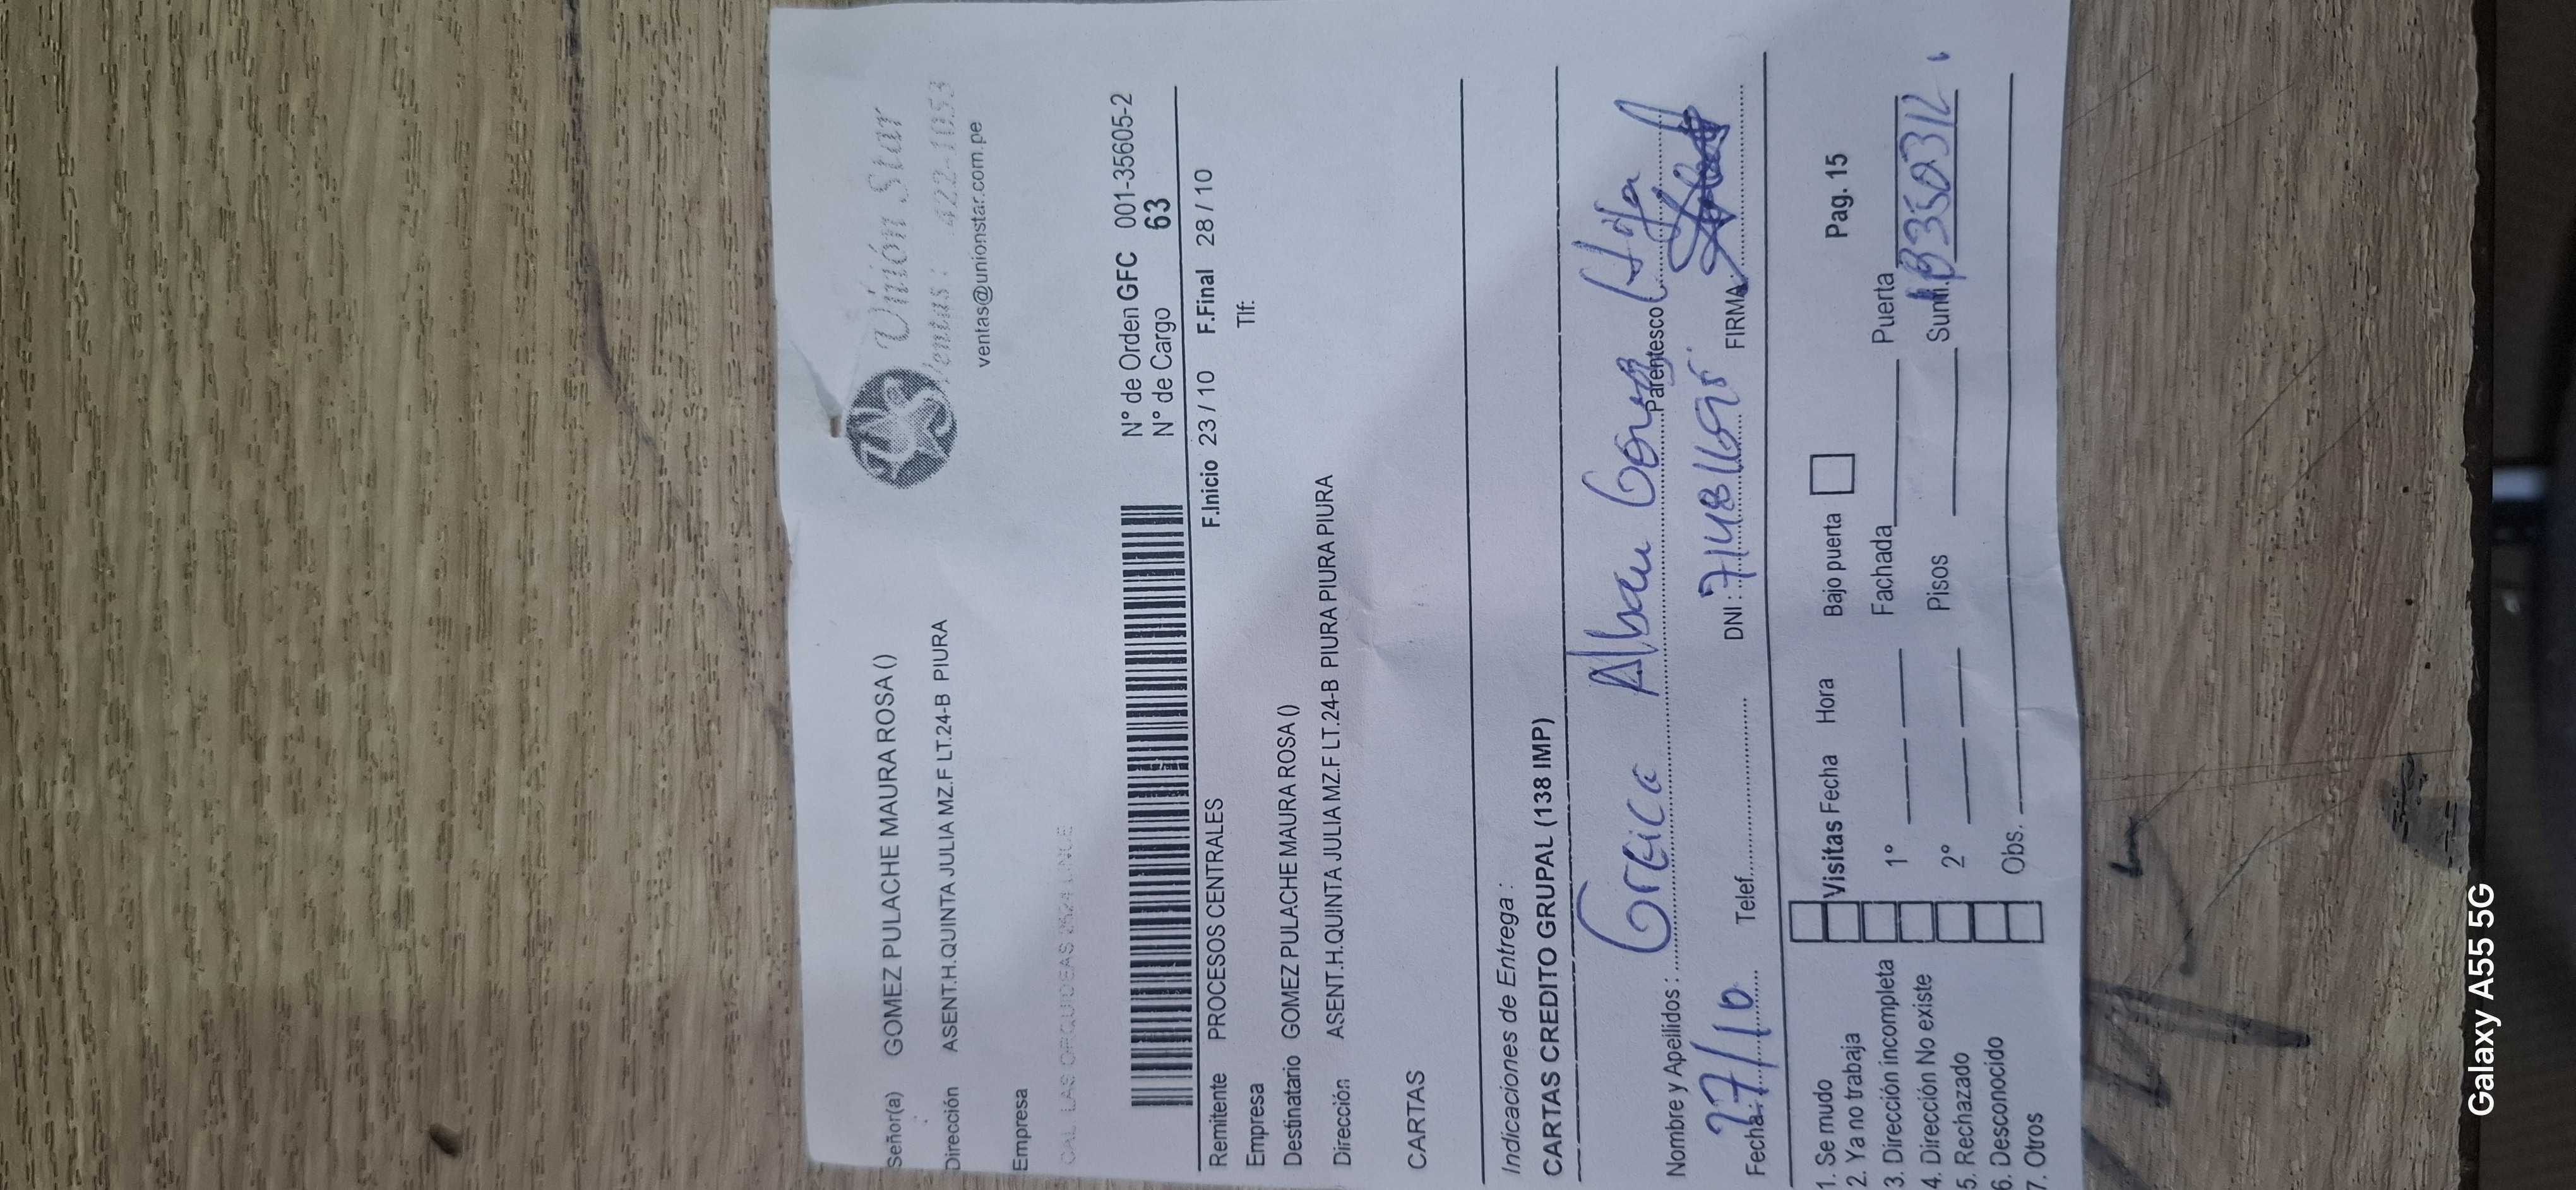 Señor(a) GOMEZ PULACHE MAURA ROSA ()
Dirección ASENT.H.QUINTA JULIA MZ.F LT.24-B PIURA
Empresa
CAL LAS ORQUIDEAS
Unión Star
Ventas : 422-1053
ventas@unionstar.com.pe
N° de Orden GFC 001-35605-2
N° de Cargo 63
Remitente PROCESOS CENTRALES F.Inicio 23 / 10 F.Final 28 / 10
Empresa Tlf:
Destinatario GOMEZ PULACHE MAURA ROSA ()
Dirección ASENT.H.QUINTA JULIA MZ.F LT.24-B PIURA PIURA PIURA
CARTAS
Indicaciones de Entrega :
CARTAS CREDITO GRUPAL (138 IMP)
Nombre y Apellidos : Greica Alban Parentesco Hija
Fecha: 27/10 Telef. DNI : FIRMA:
1. Se mudo
2. Ya no trabaja
3. Dirección incompleta
4. Dirección No existe
5. Rechazado
6. Desconocido
7. Otros
Visitas Fecha Hora Bajo puerta Pag. 15
1° Fachada Puerta
2° Pisos Sumi.
Obs.
Galaxy A55 5G